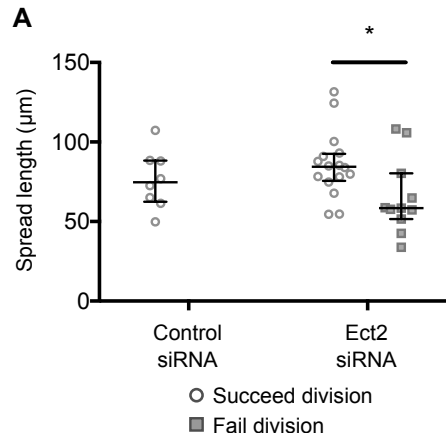 A
*
150
100
50
0
Spread length (μm)
Control
siRNA
Ect2
siRNA
Succeed division
Fail division